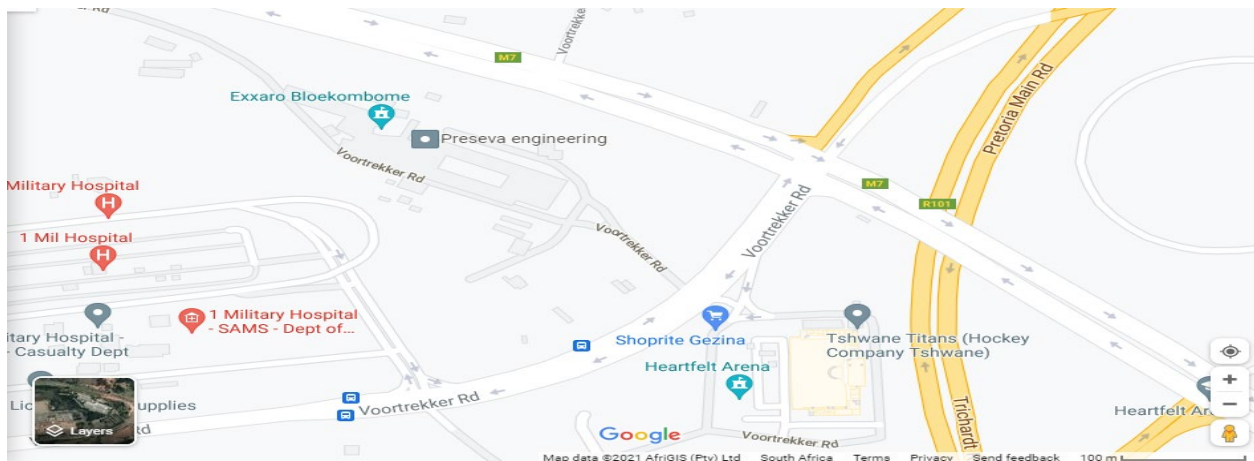 Rd
Voortrekker
M7
Exxaro Bloekombome
Preseva engineering
Pretoria Main Rd
Voortrekker Rd
Military Hospital
M7
R101
1 Mil Hospital
Voortrekker Rd
Voortrekker Rd
1 Military Hospital
- SAMS - Dept of...
itary Hospital -
- Casualty Dept
Shoprite Gezina
Tshwane Titans (Hockey
Company Tshwane)
Heartfelt Arena
Lic
upplies
Layers
Rd
Voortrekker Rd
Trichardt
Heartfelt Ar
Google
Voortrekker Rd
Map data ©2021 AfriGIS (Pty) Ltd South Africa Terms Privacy Send feedback 100 m